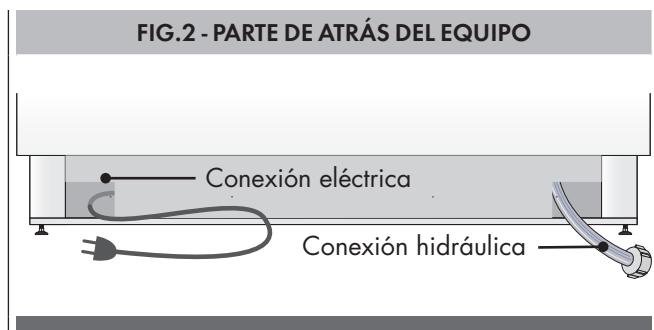 FIG.2 - PARTE DE ATRÁS DEL EQUIPO
Conexión eléctrica
Conexión hidráulica